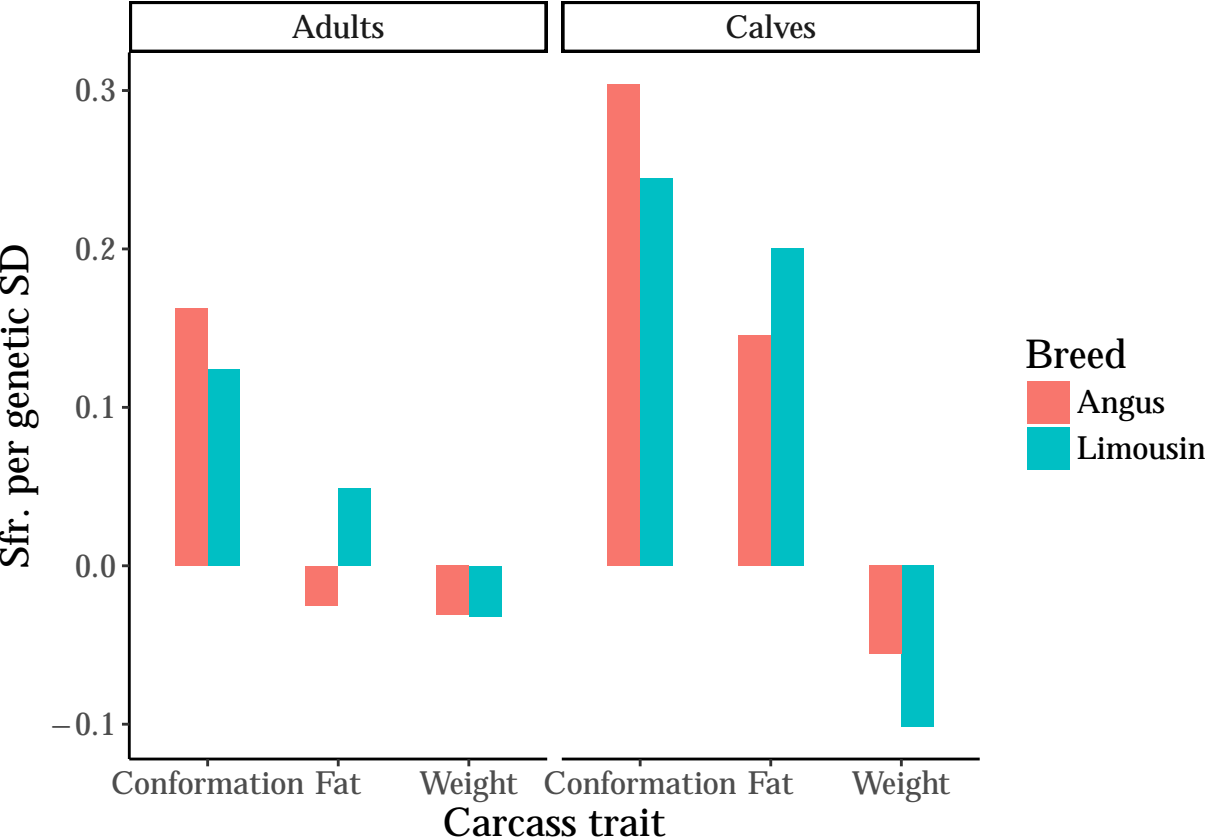 Adults
Calves
0.3
0.2
0.1
0.0
−0.1
Sfr. per genetic SD
Conformation Fat Weight Conformation Fat Weight
Carcass trait
Breed
Angus
Limousin